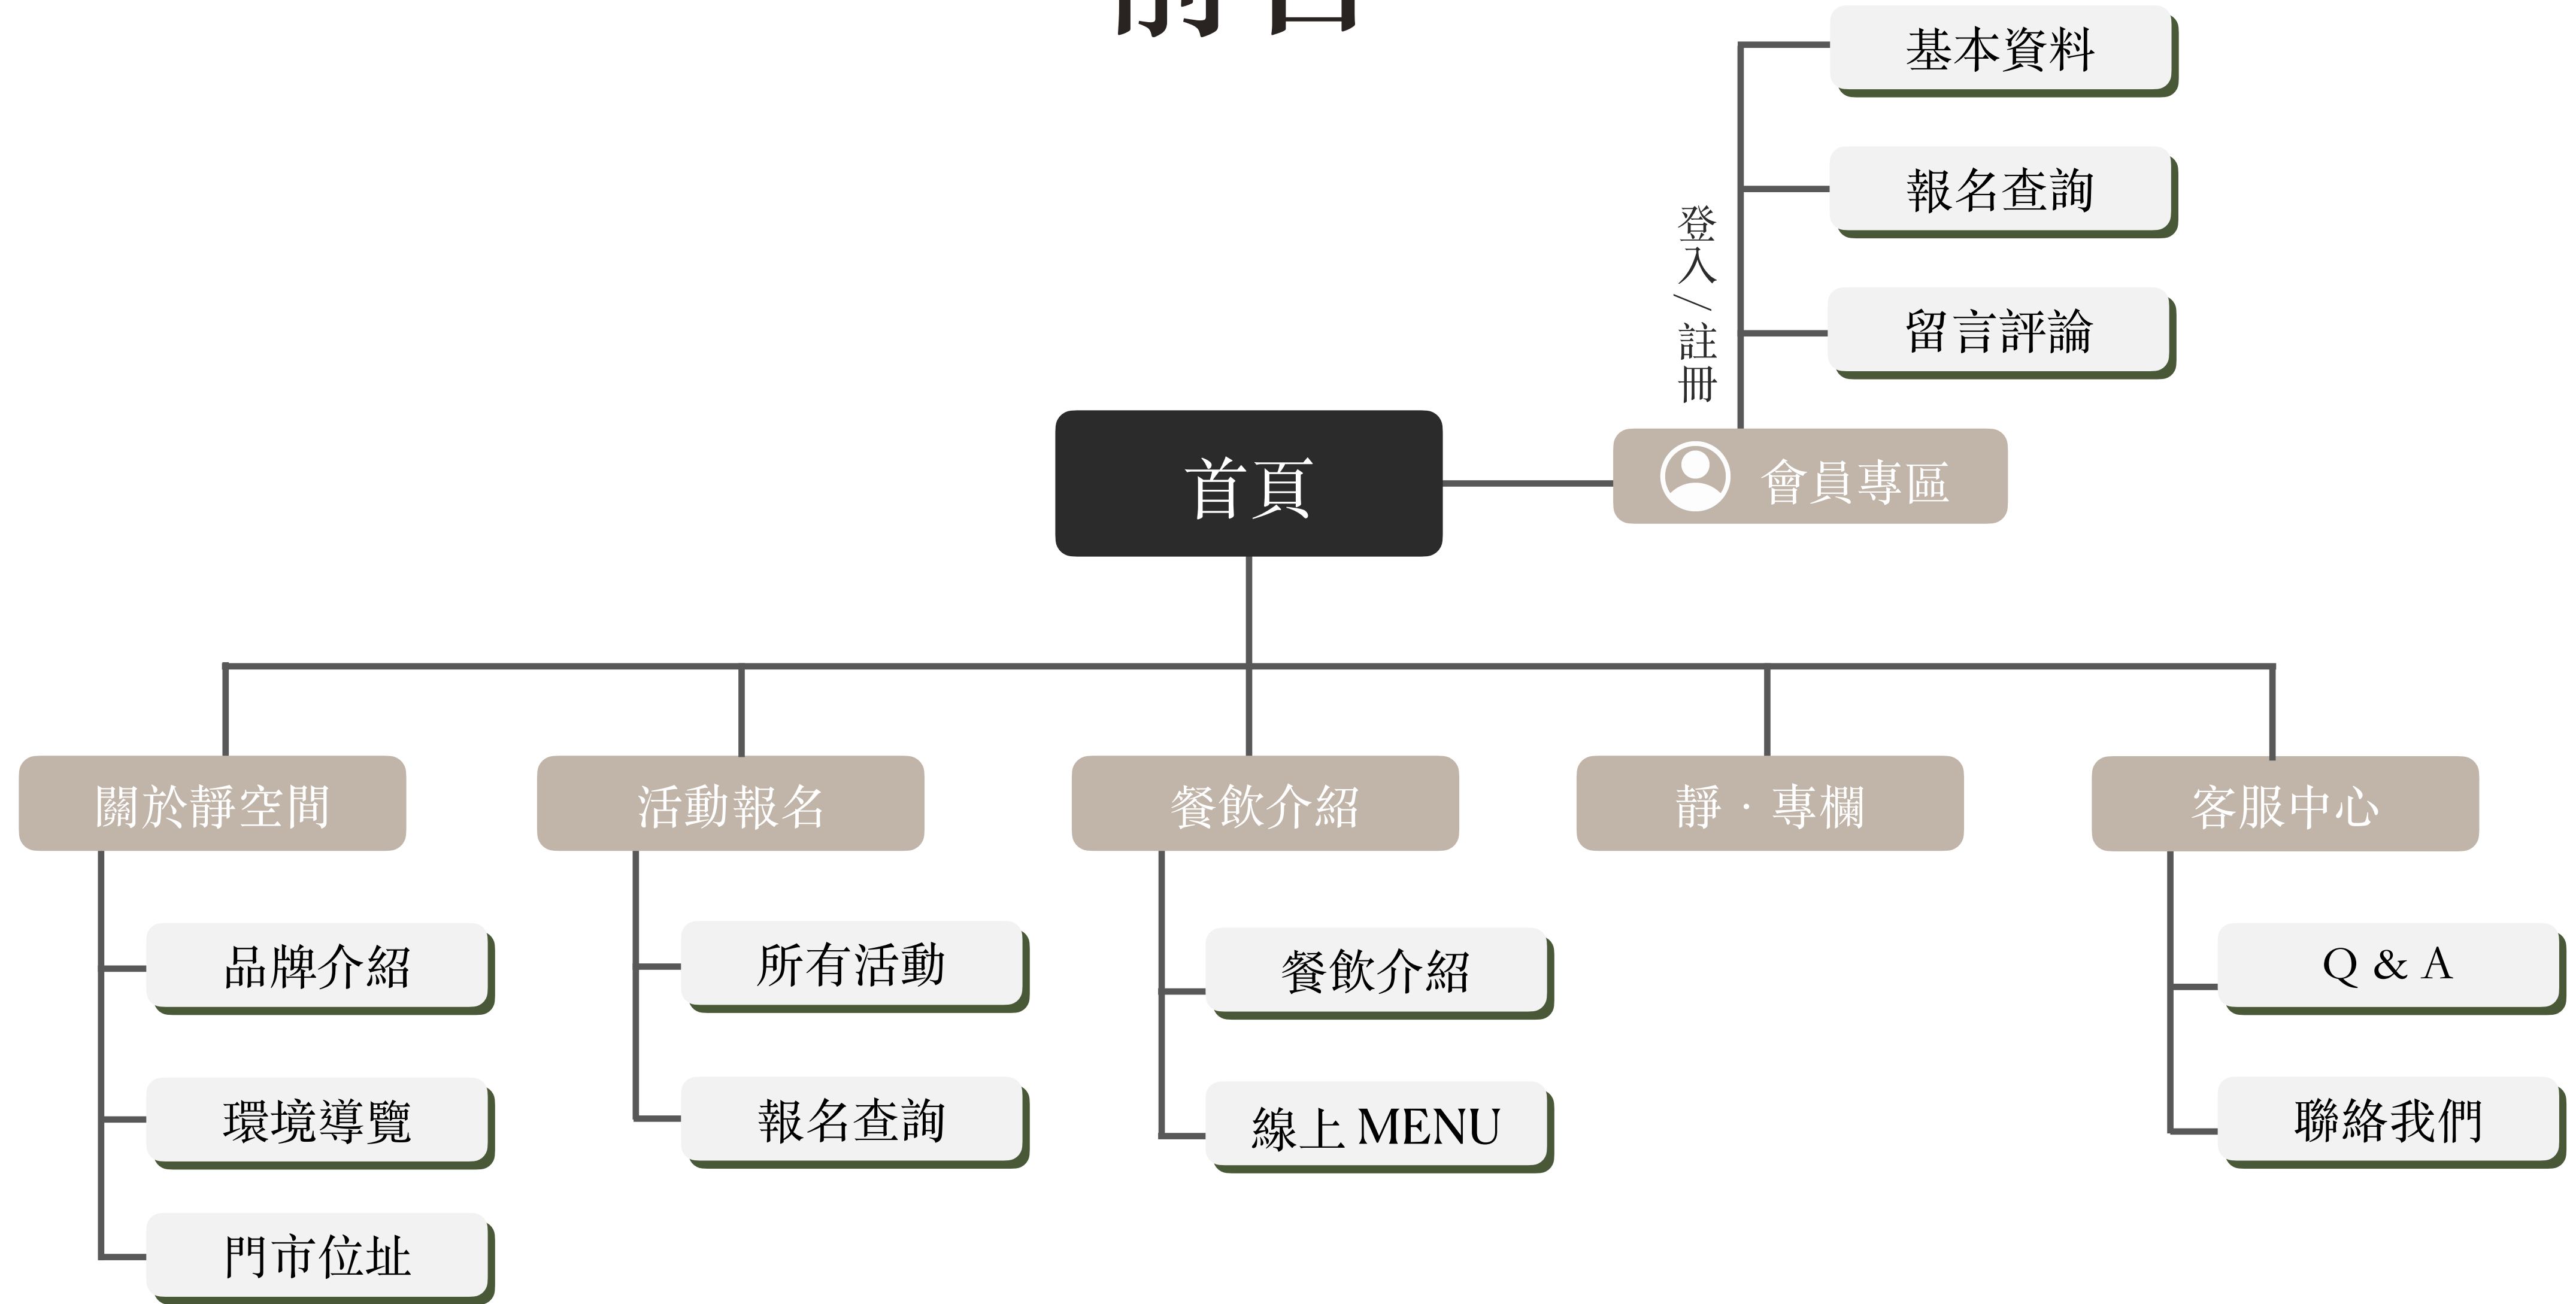 基本資料
報名查詢
登入/註冊
留言評論
首頁
會員專區
關於靜空間
活動報名
餐飲介紹
靜·專欄
客服中心
品牌介紹
所有活動
餐飲介紹
Q & A
環境導覽
報名查詢
線上 MENU
聯絡我們
門市位址